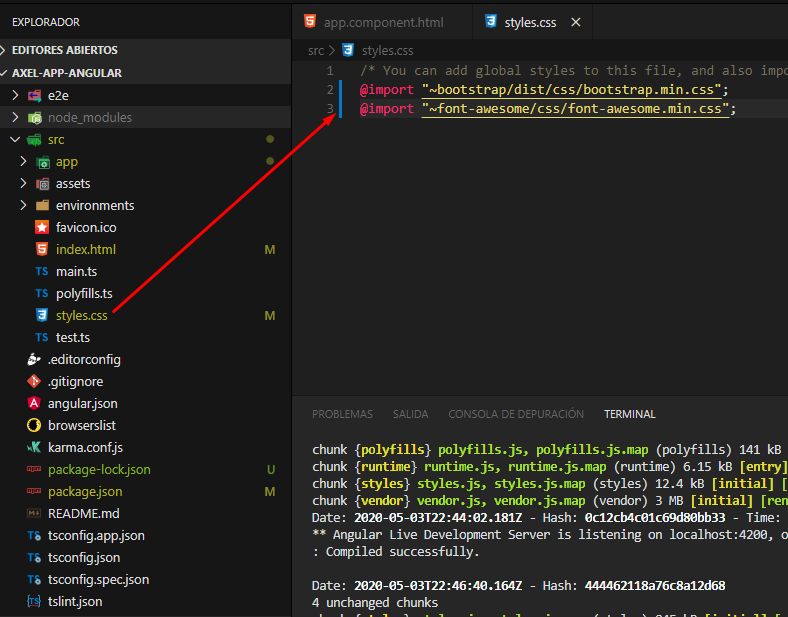 EXPLORADOR
EDITORES ABIERTOS
AXEL-APP-ANGULAR
e2e
node_modules
src
app
assets
environments
favicon.ico
index.html M
main.ts
polyfills.ts
styles.css M
test.ts
.editorconfig
.gitignore
angular.json
browserslist
karma.conf.js
package-lock.json U
package.json M
README.md
tsconfig.app.json
tsconfig.json
tsconfig.spec.json
tslint.json
app.component.html styles.css
src > styles.css
1 /* You can add global styles to this file, and also impo
2 @import "~bootstrap/dist/css/bootstrap.min.css";
3 @import "~font-awesome/css/font-awesome.min.css";
PROBLEMAS SALIDA CONSOLA DE DEPURACIÓN TERMINAL
chunk {polyfills} polyfills.js, polyfills.js.map (polyfills) 141 kB
chunk {runtime} runtime.js, runtime.js.map (runtime) 6.15 kB [entry]
chunk {styles} styles.js, styles.js.map (styles) 12.4 kB [initial] [
chunk {vendor} vendor.js, vendor.js.map (vendor) 3 MB [initial] [ren
Date: 2020-05-03T22:44:02.181Z - Hash: 0c12cb4c01c69d80bb33 - Time:
** Angular Live Development Server is listening on localhost:4200, o
: Compiled successfully.
Date: 2020-05-03T22:46:40.164Z - Hash: 444462118a76c8a12d68
4 unchanged chunks